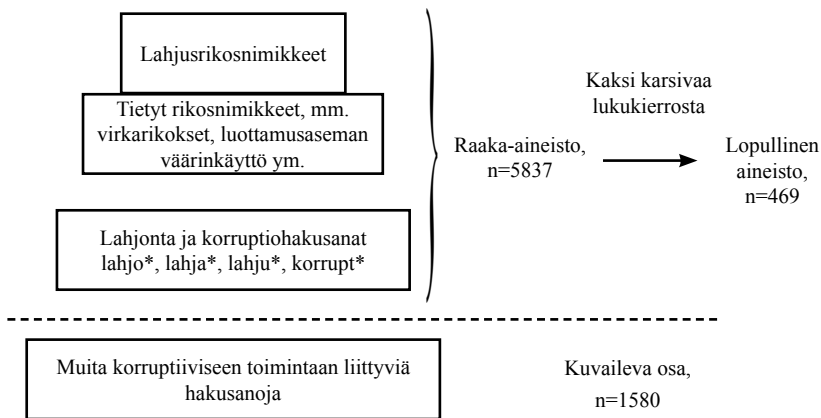 Lahjusrikosnimikkeet
Tietyt rikosnimikkeet, mm.
virkarikokset, luottamusaseman
väärinkäyttö ym.
Lahjonta ja korruptiohakusanat
lahjo*, lahja*, lahju*, korrupt*
Raaka-aineisto,
n=5837
Kaksi karsivaa
lukukierrosta
Lopullinen
aineisto,
n=469
Muita korruptiiviseen toimintaan liittyviä
hakusanoja
Kuvaileva osa,
n=1580